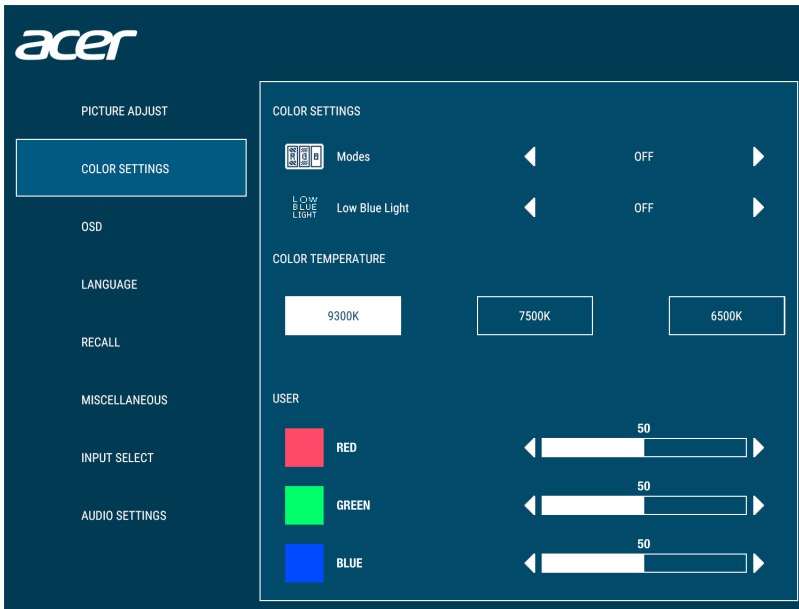 acer
PICTURE ADJUST
COLOR SETTINGS
OSD
LANGUAGE
RECALL
MISCELLANEOUS
INPUT SELECT
AUDIO SETTINGS
COLOR SETTINGS
R G B Modes OFF
LOW
BLUE
LIGHT
Low Blue Light OFF
COLOR TEMPERATURE
9300K 7500K 6500K
USER
50
RED
50
GREEN
50
BLUE